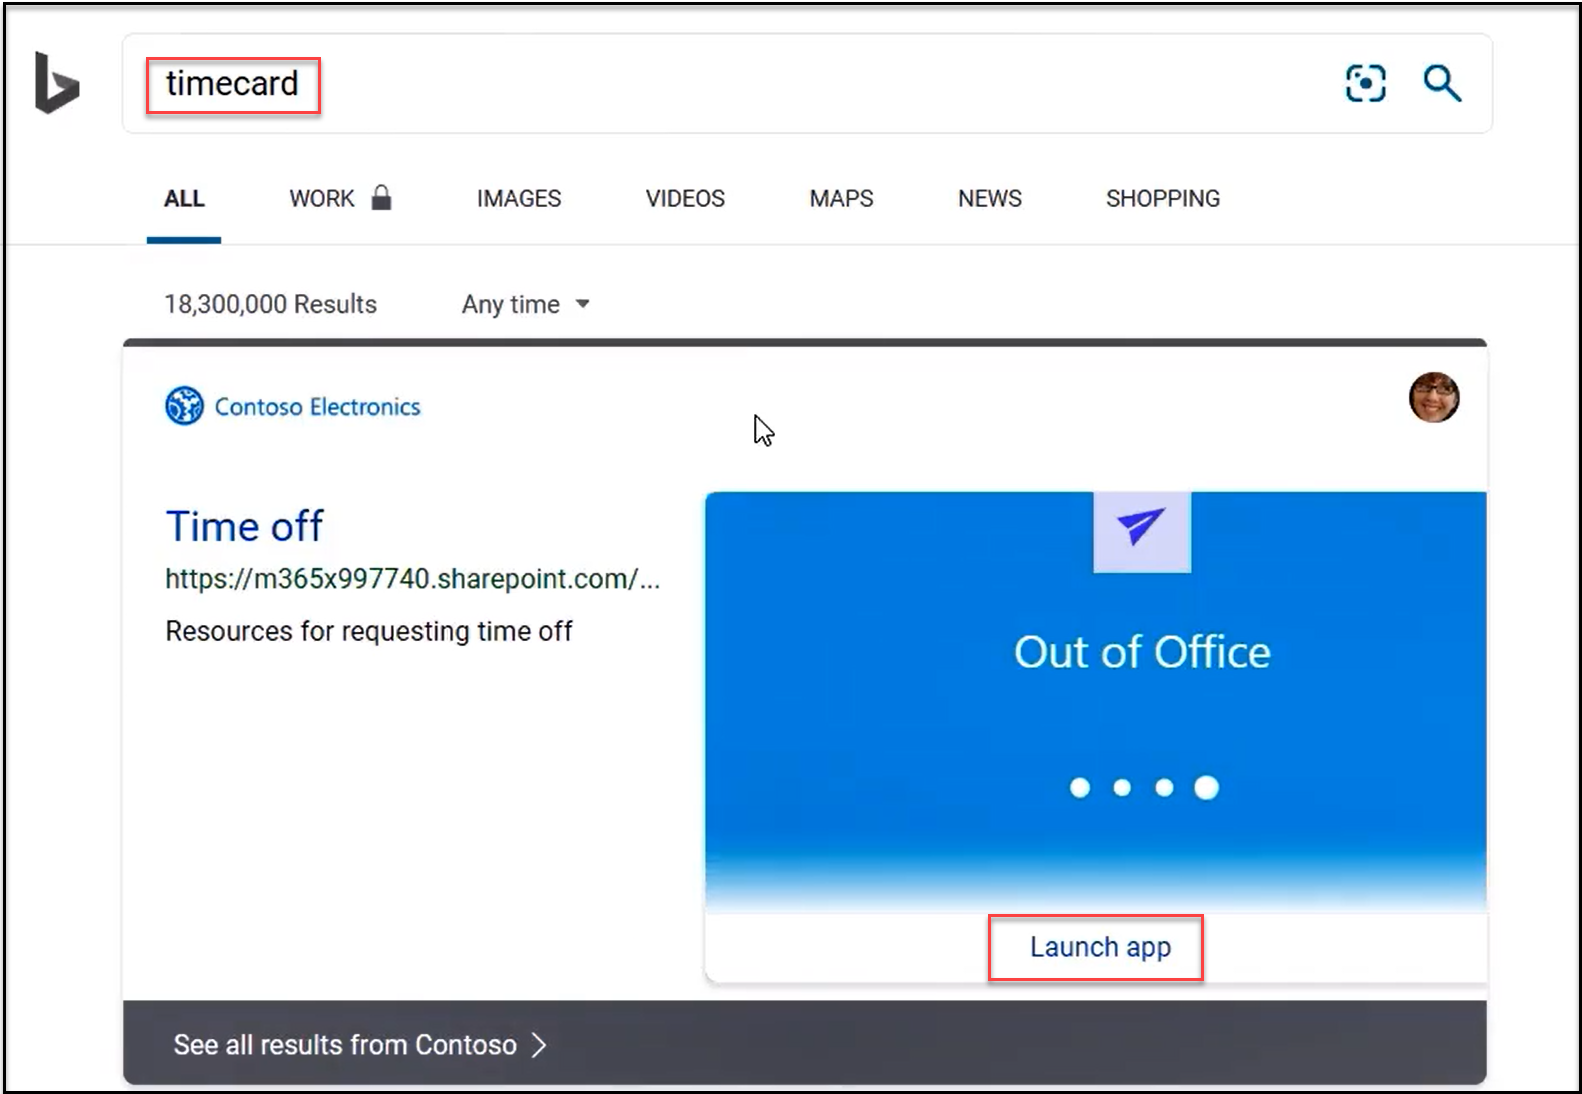 timecard
ALL WORK IMAGES VIDEOS MAPS NEWS SHOPPING
18,300,000 Results Any time
Contoso Electronics
Time off
https://m365x997740.sharepoint.com/...
Resources for requesting time off
Out of Office
Launch app
See all results from Contoso